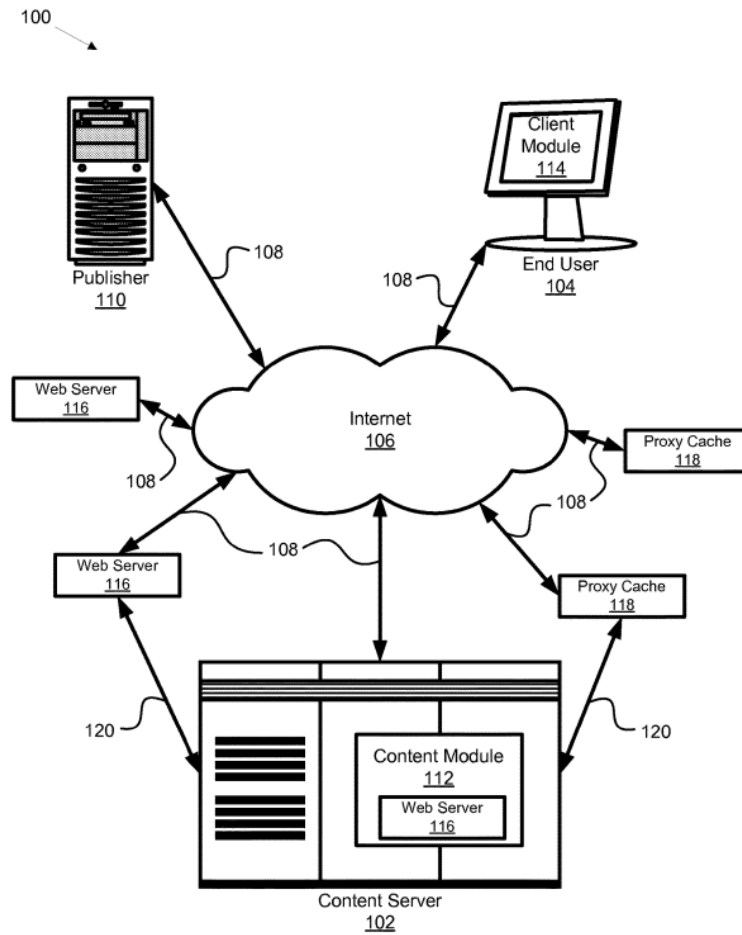 100
Client
Module
114
Publisher
110
End User
104
108
108
Web Server
116
Internet
106
Proxy Cache
118
108
108
108
Web Server
116
Proxy Cache
118
120
120
Content Module
112
Web Server
116
Content Server
102